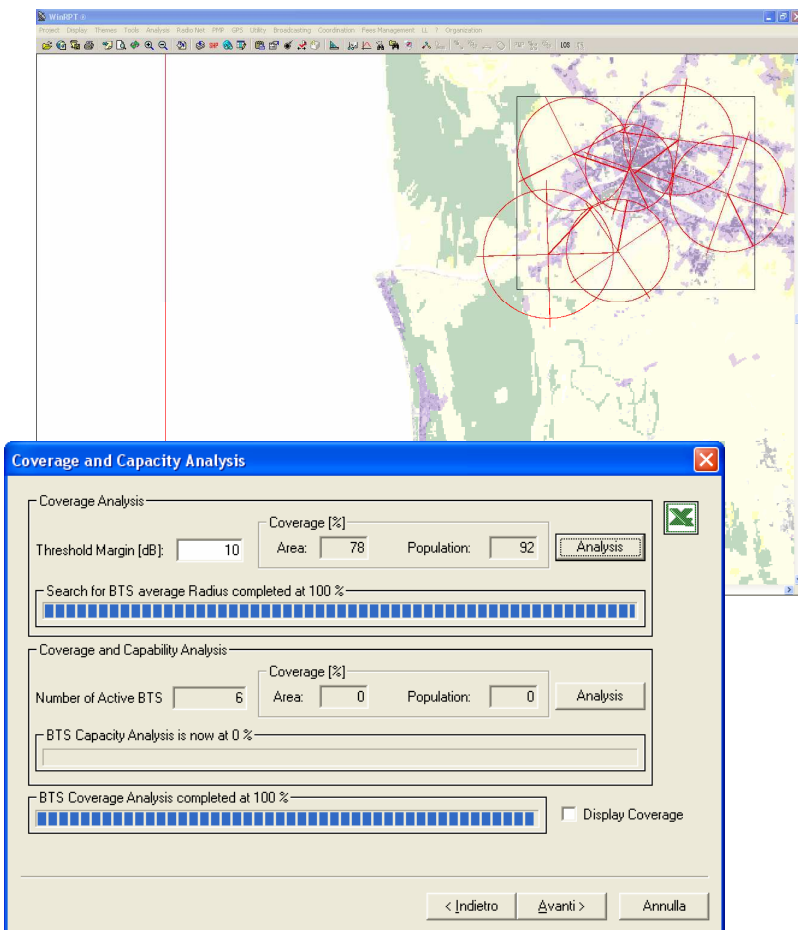 WinRPT ®
Project Display Themes Tools Analysis Radio Net PMP GPS Utility Broadcasting Coordination Fees Management LL ? Organization
LOS
Coverage and Capacity Analysis
Coverage Analysis
Coverage [%]
Threshold Margin [dB]: 10 Area: 78 Population: 92 Analysis
Search for BTS average Radius completed at 100 %
Coverage and Capability Analysis
Coverage [%]
Number of Active BTS 6 Area: 0 Population: 0 Analysis
BTS Capacity Analysis is now at 0 %
BTS Coverage Analysis completed at 100 %
Display Coverage
< Indietro Avanti > Annulla